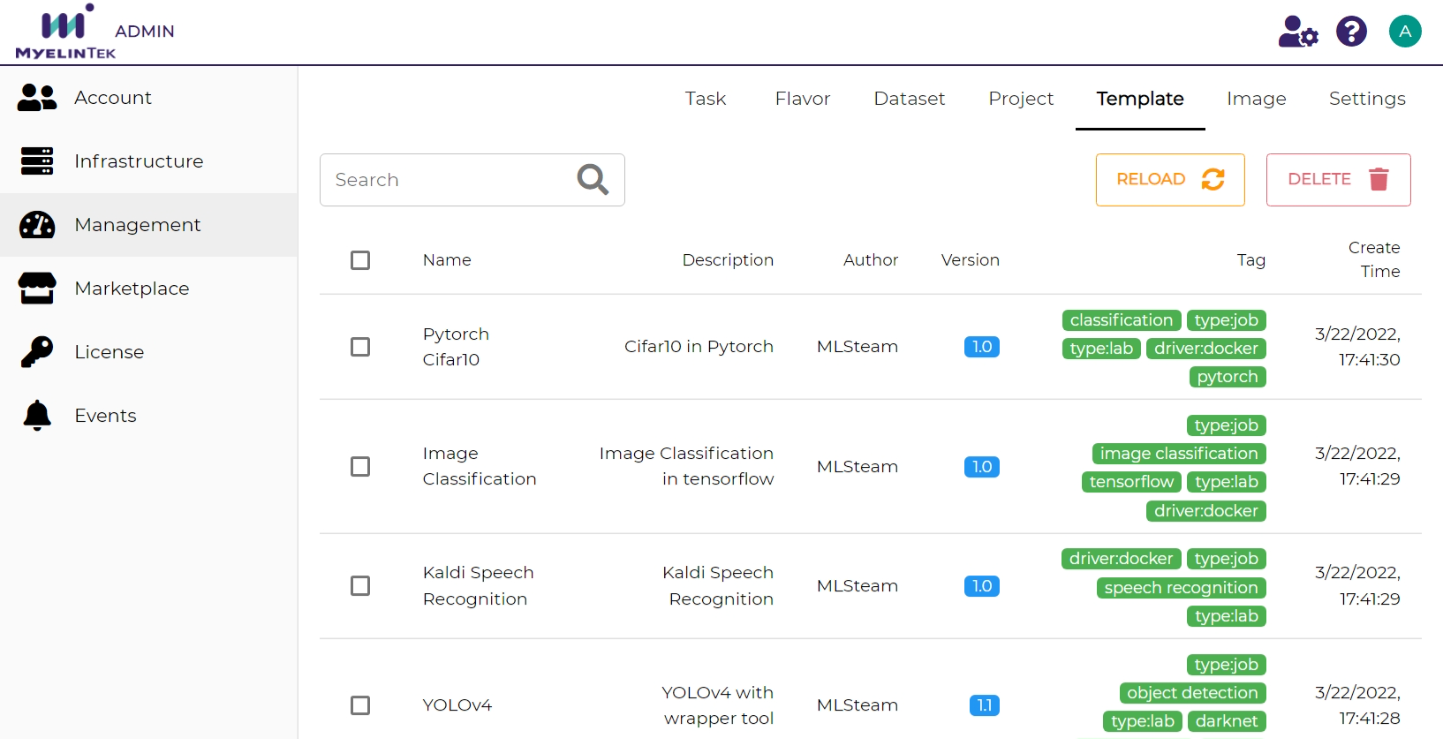 MYELINTEK
ADMIN
A
Account
Infrastructure
Management
Marketplace
License
Events
Task Flavor Dataset Project Template Image Settings
Search
RELOAD
DELETE
Name Description Author Version Tag Create
Time
Pytorch
Cifar10
Cifar10 in Pytorch
MLSteam
1.0
classification type:job
type:lab driver:docker
pytorch
3/22/2022,
17:41:30
Image
Classification
Image Classification
in tensorflow
MLSteam
1.0
type:job
image classification
tensorflow type:lab
driver:docker
3/22/2022,
17:41:29
Kaldi Speech
Recognition
Kaldi Speech
Recognition
MLSteam
1.0
driver:docker type:job
speech recognition
type:lab
3/22/2022,
17:41:29
YOLOv4
YOLOv4 with
wrapper tool
MLSteam
1.1
type:job
object detection
type:lab darknet
3/22/2022,
17:41:28